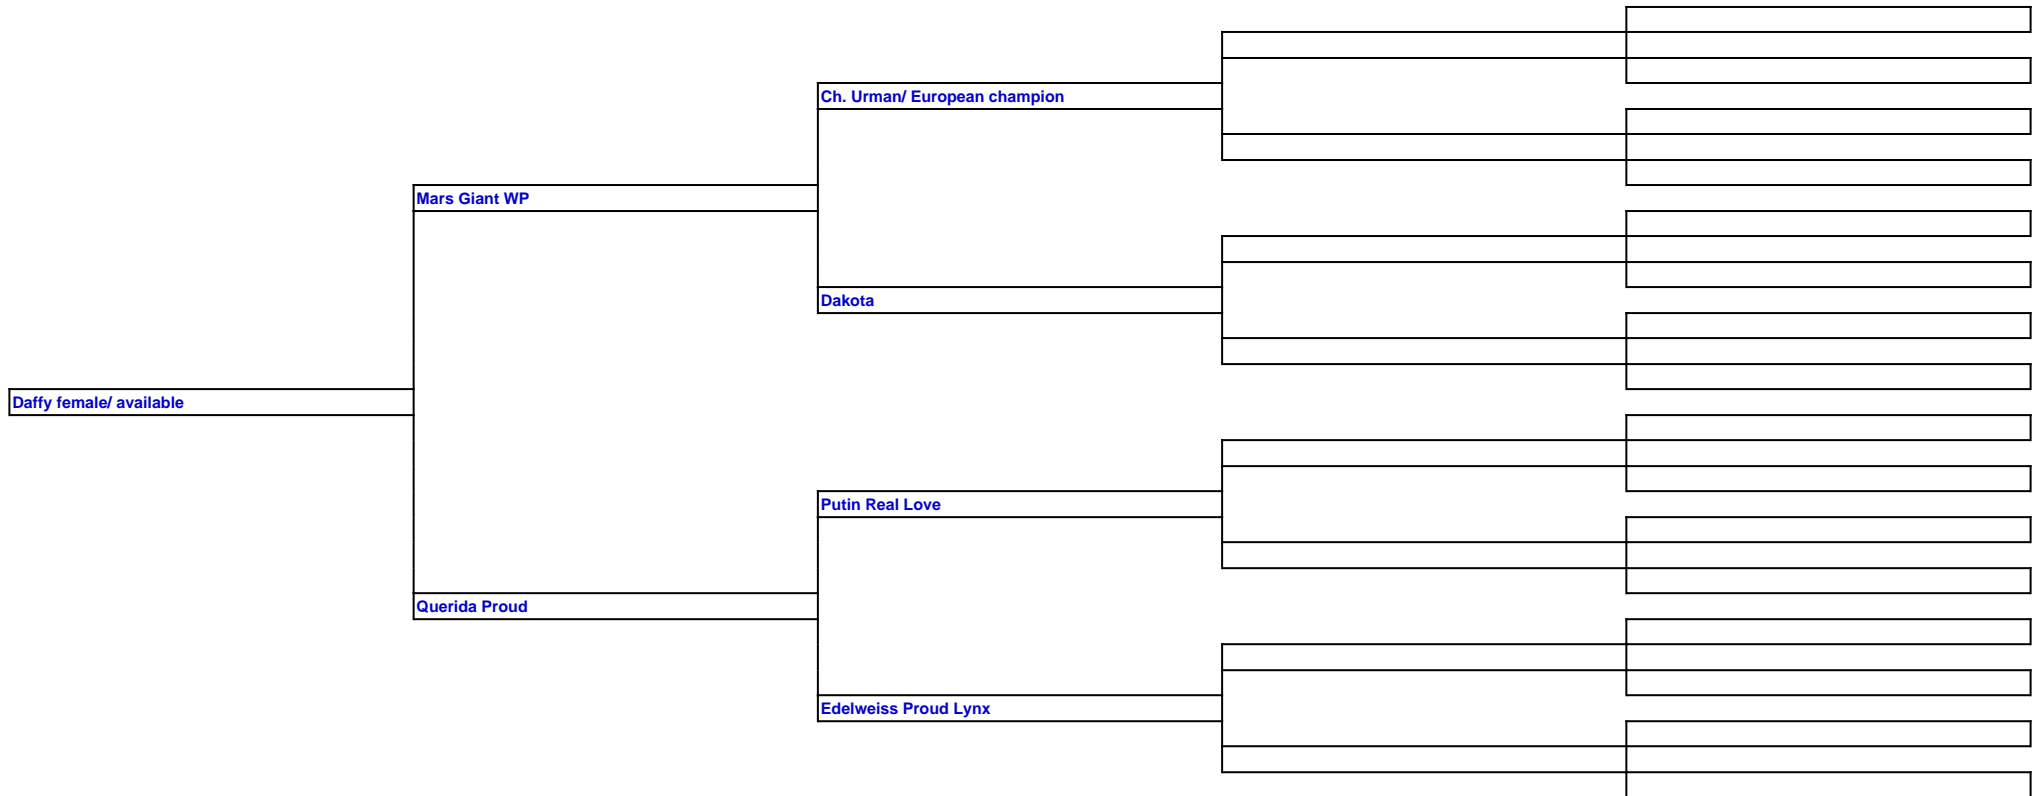 Ch. Urman/ European champion
Mars Giant WP
Dakota
Daffy female/ available
Putin Real Love
Querida Proud
Edelweiss Proud Lynx